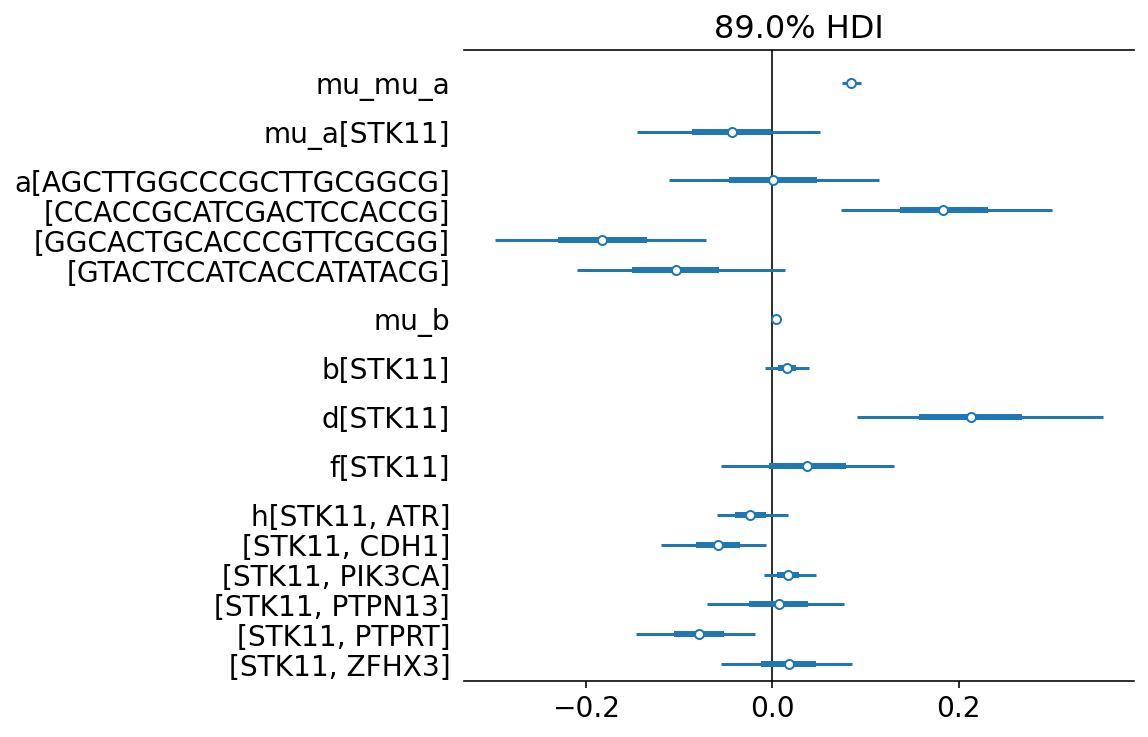 89.0% HDI
mu_mu_a
mu_a[STK11]
a[AGCTTGGCCCGCTTGCGGCG]
[CCACCGCATCGACTCCACCG]
[GGCACTGCACCCGTTCGCGG]
[GTACTCCATCACCATATACG]
mu_b
b[STK11]
d[STK11]
f[STK11]
h[STK11, ATR]
[STK11, CDH1]
[STK11, PIK3CA]
[STK11, PTPN13]
[STK11, PTPRT]
[STK11, ZFHX3]
−0.2 0.0 0.2